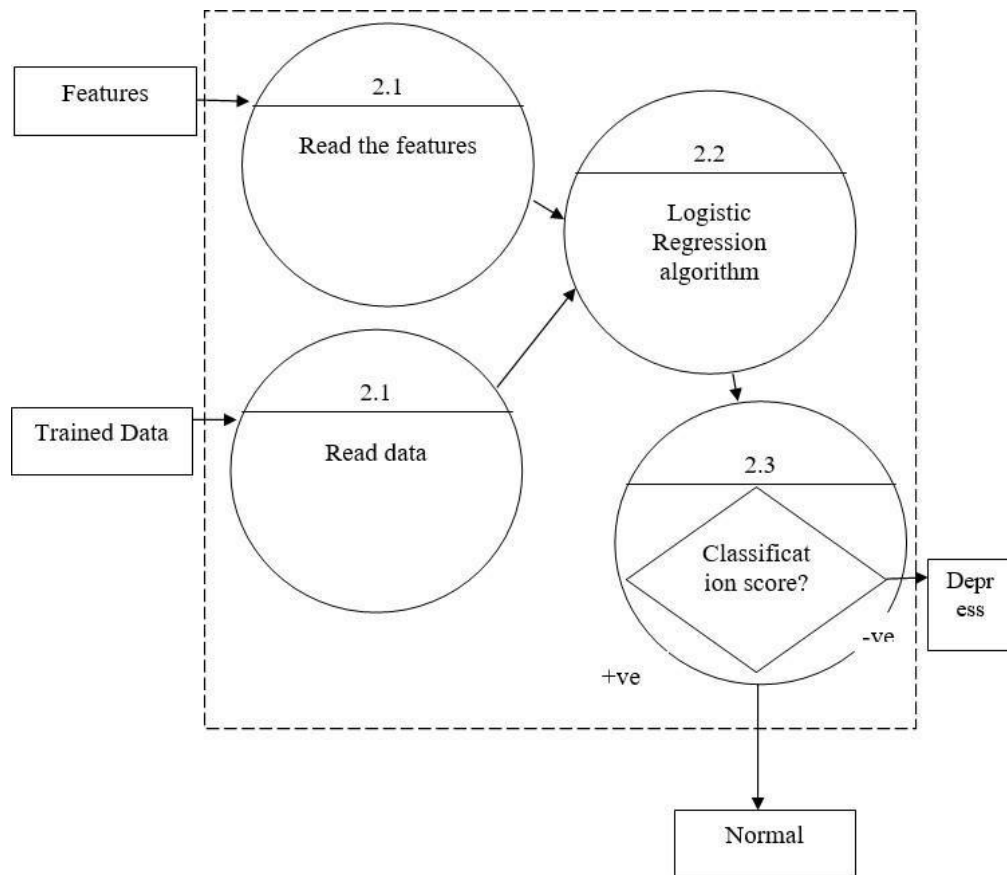 Features
2.1
Read the features
2.2
Logistic
Regression
algorithm
Trained Data
2.1
Read data
2.3
Classificat
ion score?
Depr
ess
-ve
+ve
Normal